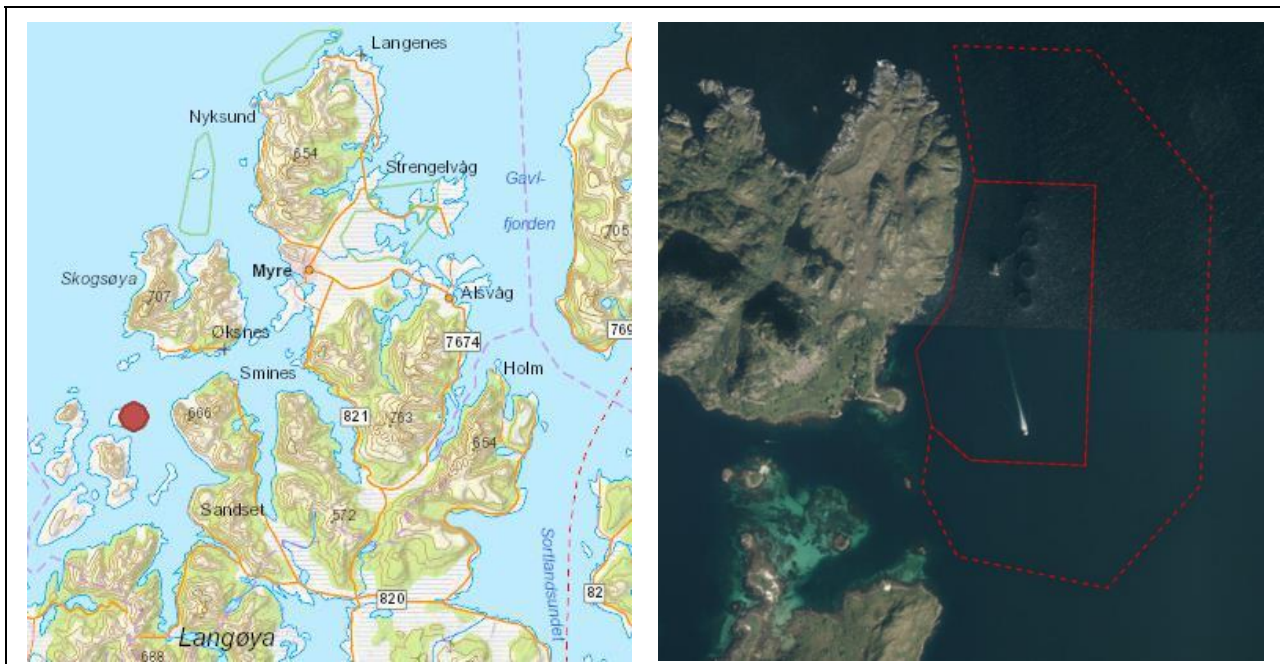 Langenes
Nyksund
654
Strengelvåg
Gavl-
fjorden
705
Skogsøya
Myre
707
Alsvåg
Øksnes
7674
769
Smines
Holm
666
821
763
654
Sandset
572
Sortlandsundet
820
82
Langøya
688